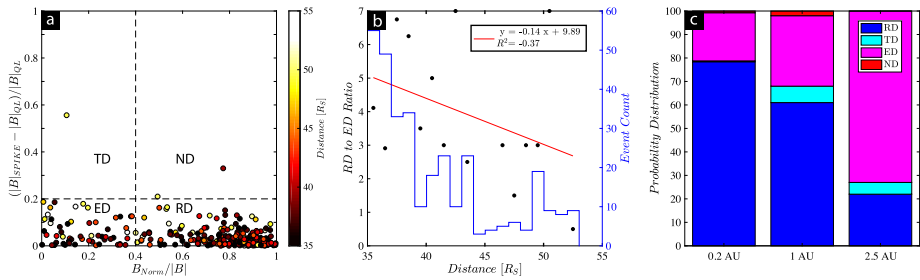 a
(|B|SPIKE − |B|QL)/|B|QL
1
0.8
0.6
0.4
0.2
0
TD
ND
ED
RD
0
0.2
0.4
0.6
0.8
1
BNorm/|B|
55
50
45
40
35
Distance [RS]
b
RD to ED Ratio
7
6
5
4
3
2
1
0
y = -0.14 x + 9.89
R²= -0.37
35
40
45
50
55
Distance [RS]
60
50
40
30
20
10
0
Event Count
c
Probability Distribution
100
90
80
70
60
50
40
30
20
10
0
RD
TD
ED
ND
0.2 AU
1 AU
2.5 AU